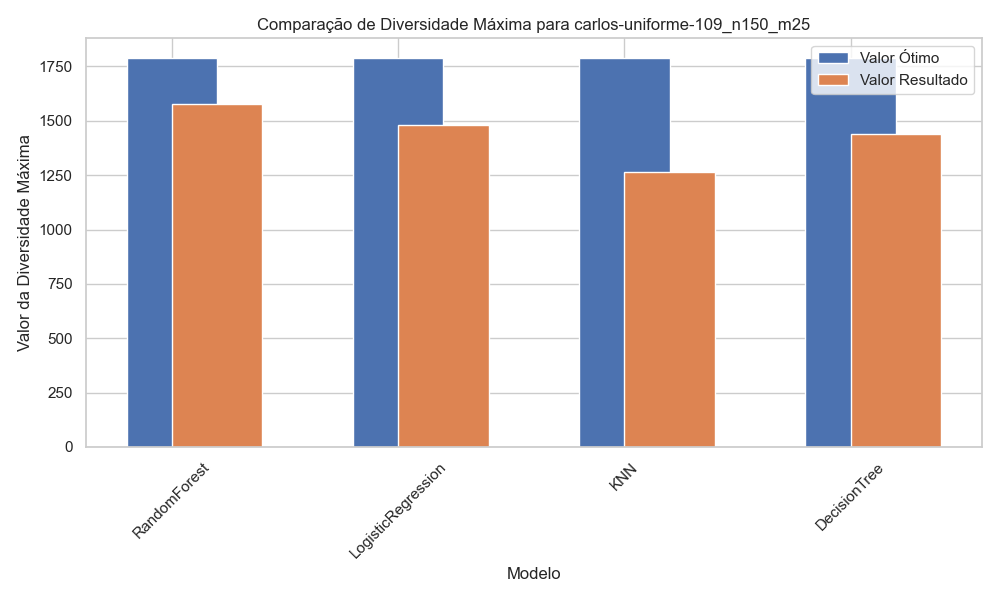 Comparação de Diversidade Máxima para carlos-uniforme-109_n150_m25
Valor Ótimo
Valor Resultado
Valor da Diversidade Máxima
1750
1500
1250
1000
750
500
250
0
RandomForest
LogisticRegression
KNN
DecisionTree
Modelo